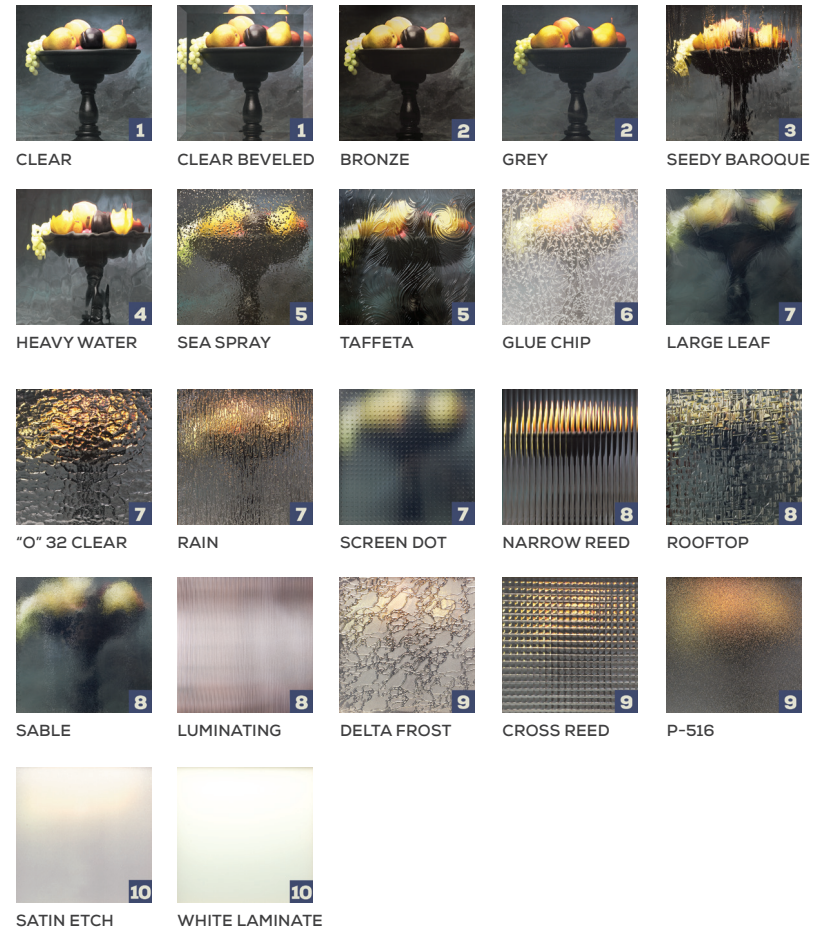 1 1 2 2 3
CLEAR CLEAR BEVELED BRONZE GREY SEEDY BAROQUE
4 5 5 6 7
HEAVY WATER SEA SPRAY TAFFETA GLUE CHIP LARGE LEAF
7 7 7 8 8
“O” 32 CLEAR RAIN SCREEN DOT NARROW REED ROOFTOP
8 8 9 9 9
SABLE LUMINATING DELTA FROST CROSS REED P-516
10 10
SATIN ETCH WHITE LAMINATE